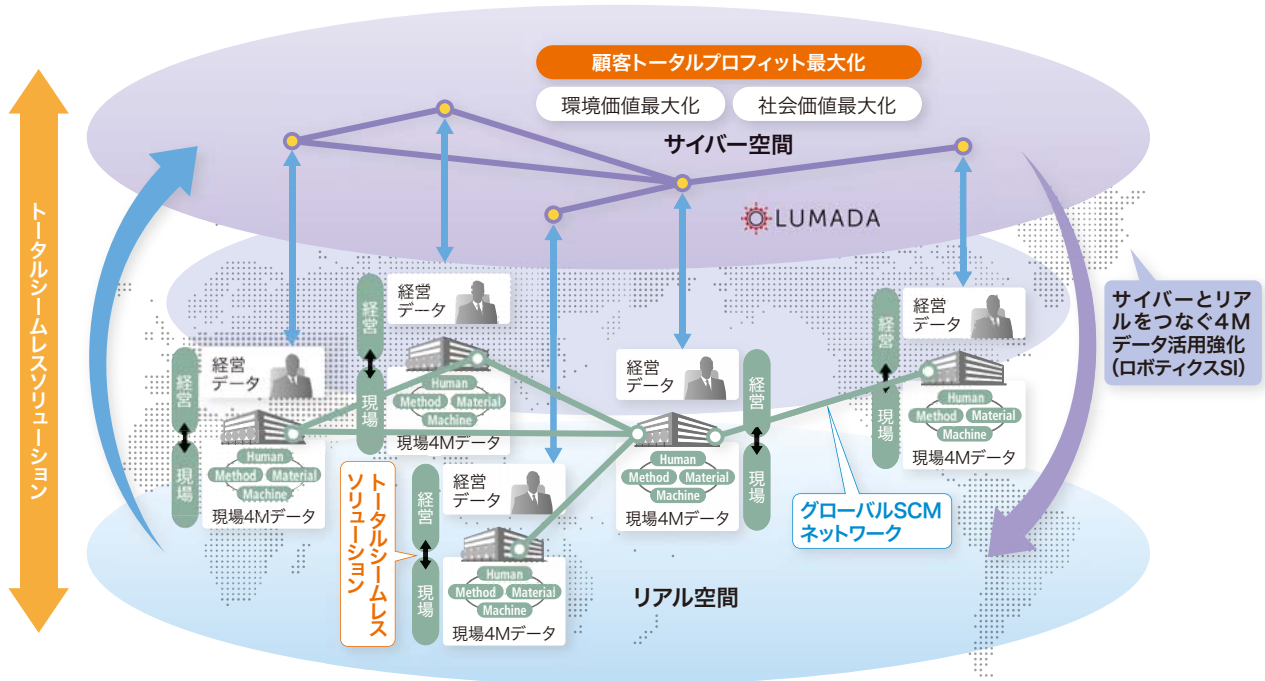 顧客トータルプロフィット最大化
環境価値最大化
社会価値最大化
サイバー空間
LUMADA
トータルシームレスソリューション
サイバーとリア
ルをつなぐ4M
データ活用強化
(ロボティクスSI)
経営
現場
経営
データ
Human
Method
Material
Machine
現場4Mデータ
経営
現場
経営
データ
Human
Method
Material
Machine
現場4Mデータ
経営
現場
経営
データ
Human
Method
Material
Machine
現場4Mデータ
経営
現場
経営
データ
Human
Method
Material
Machine
現場4Mデータ
経営
現場
経営
データ
Human
Method
Material
Machine
現場4Mデータ
トータルシームレス
ソリューション
グローバルSCM
ネットワーク
リアル空間